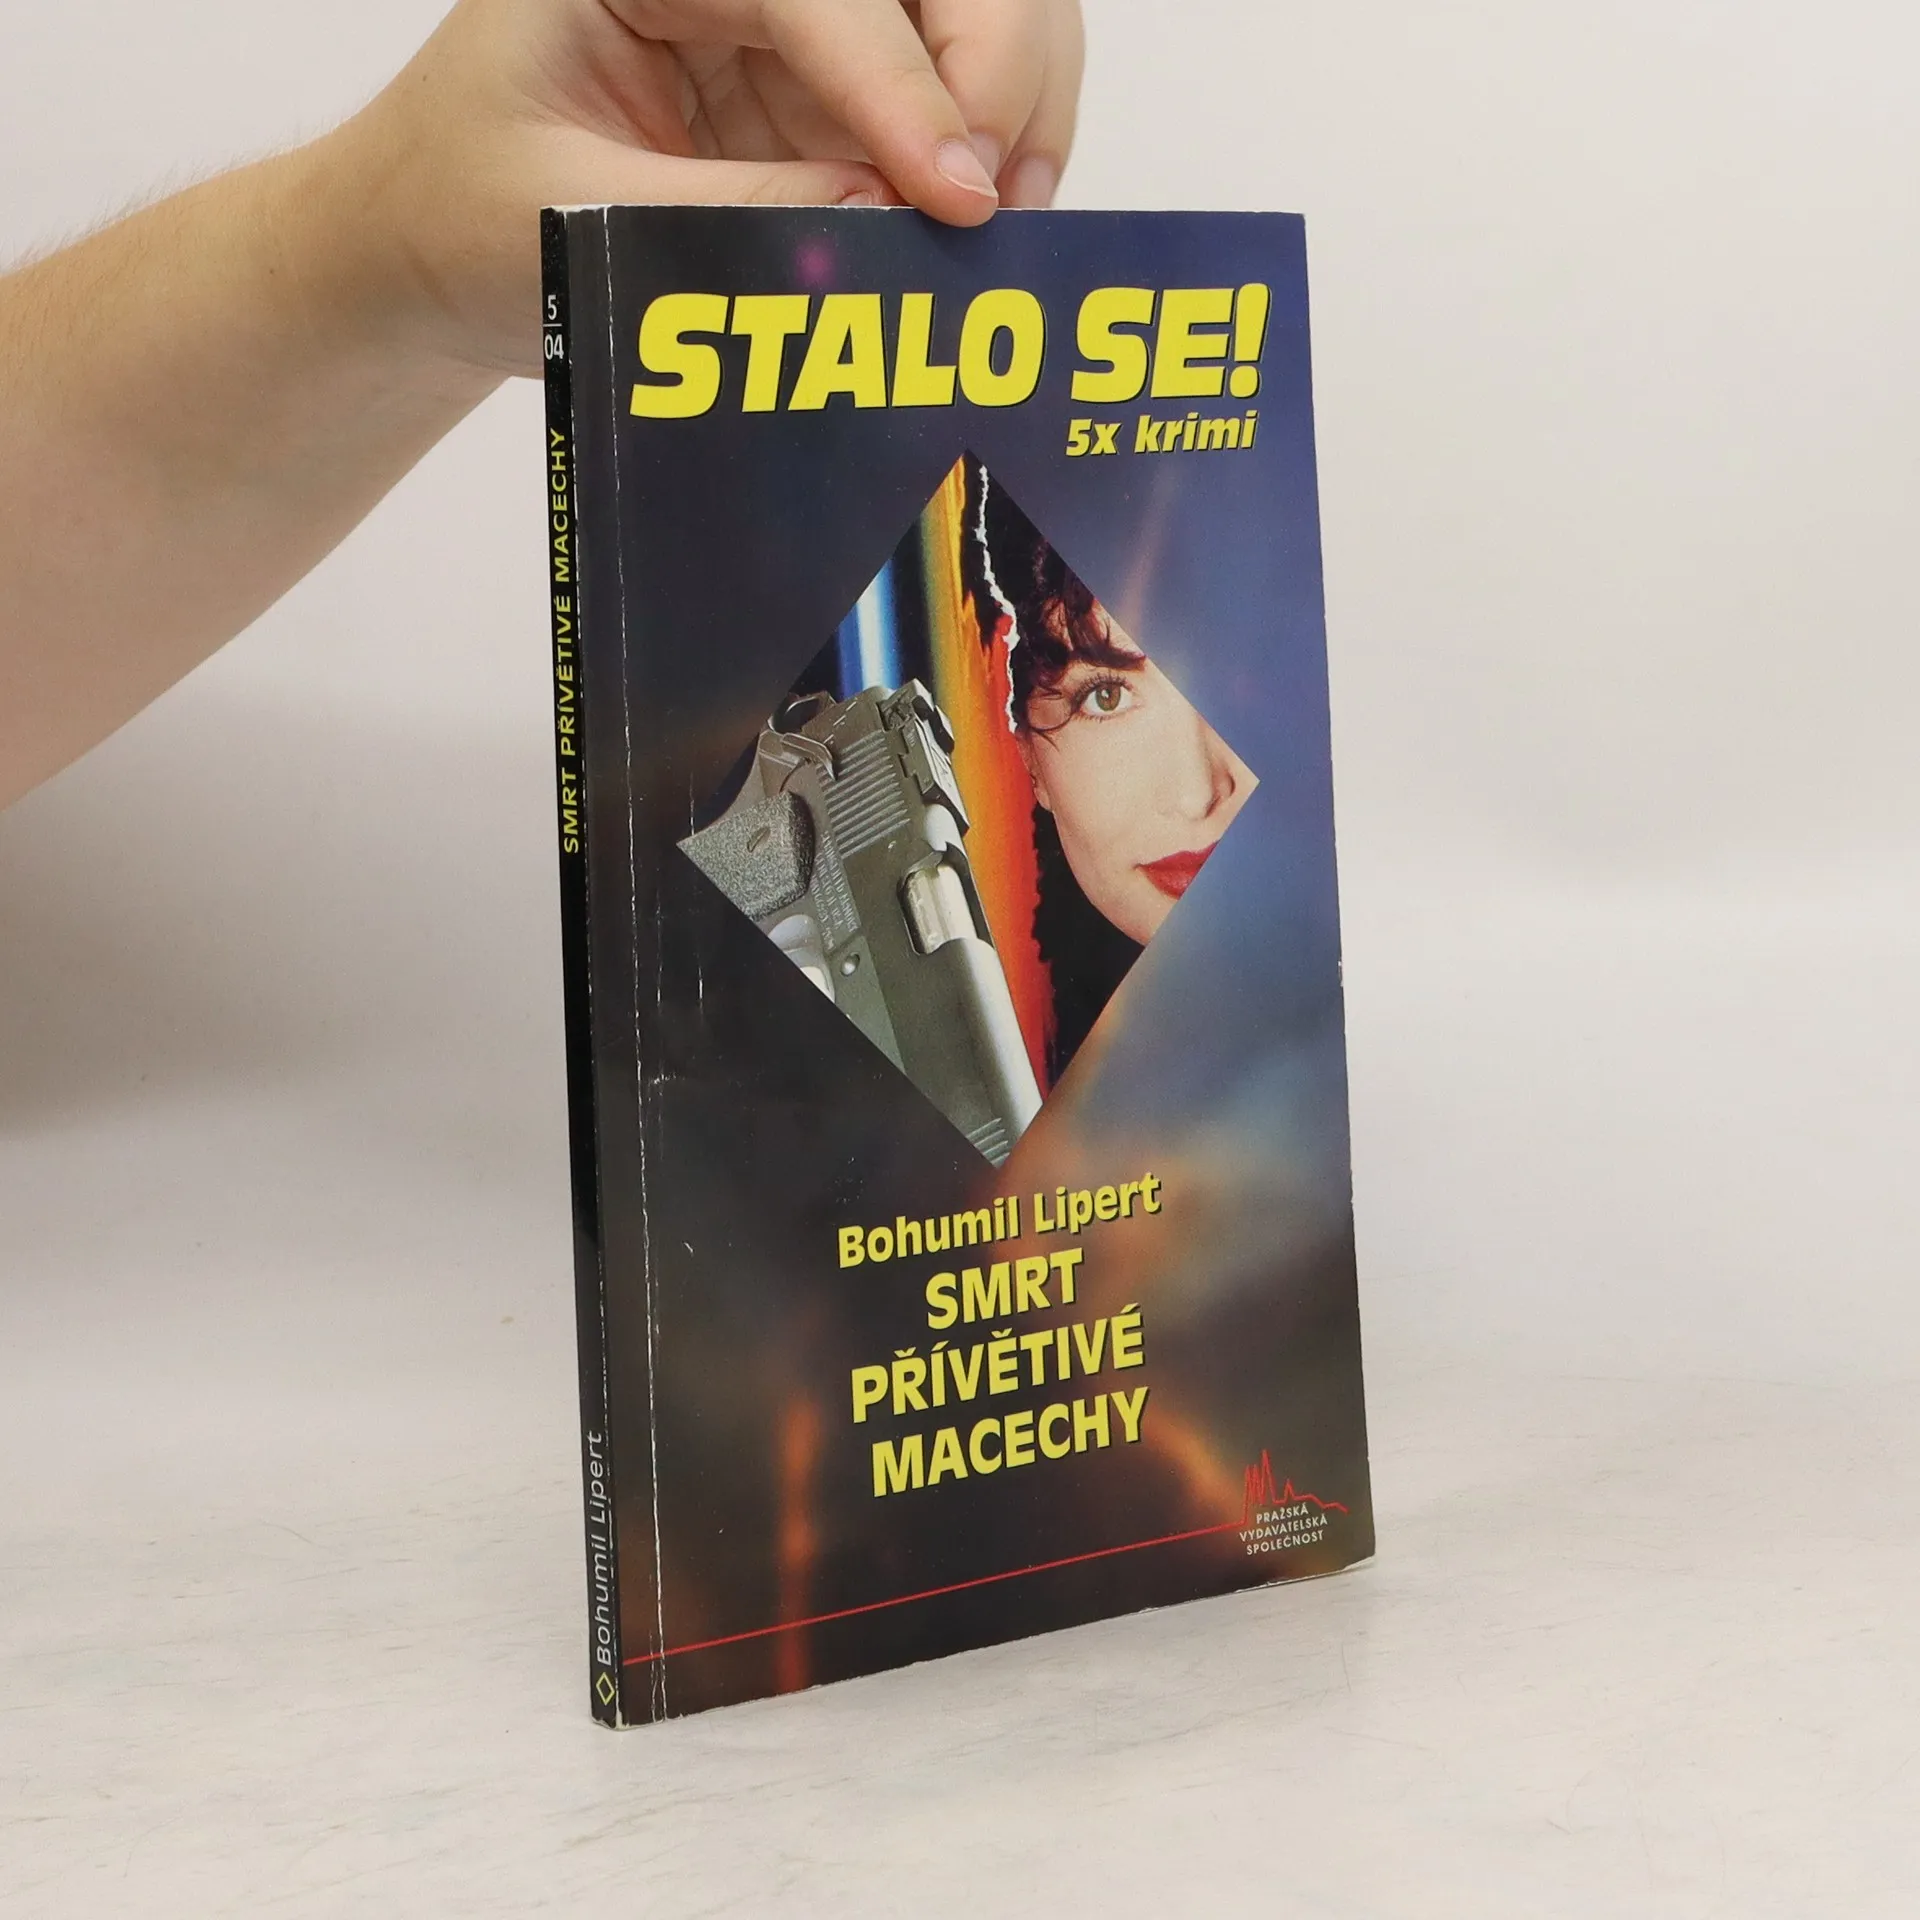 STALO SE!
5x krimi
Bohumil Lipert
SMRT
PŘÍVĚTIVÉ
MACECHY
PRAŽSKÁ
VYDAVATELSKÁ
SPOLEČNOST
5
04
SMRT PŘÍVĚTIVÉ MACECHY
Bohumil Lipert